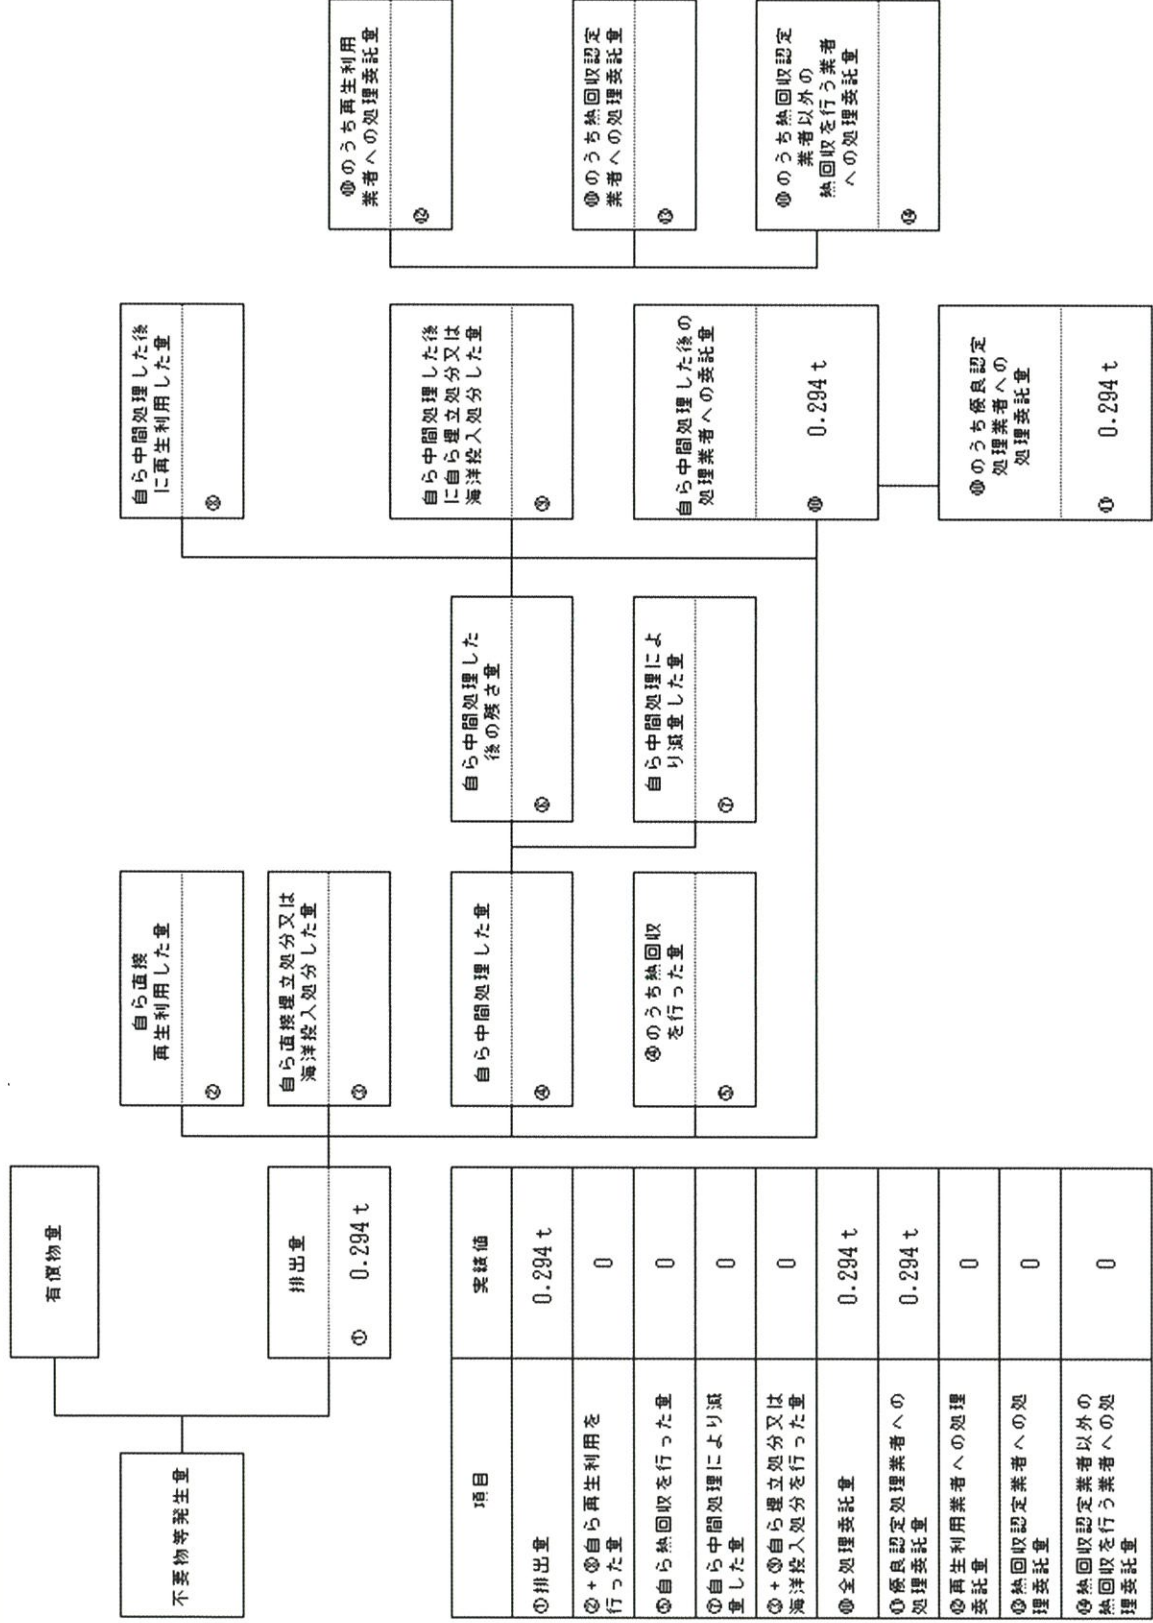 有償物量
不要物等発生量
排出量
① 0.294 t
自ら直接
再生利用した量
②
自ら直接埋立処分又は
海洋投入処分した量
③
自ら中間処理した量
④
④のうち熱回収
を行った量
⑤
自ら中間処理した
後の残さ量
⑥
自ら中間処理によ
り減量した量
⑦
自ら中間処理した後
に再生利用した量
⑧
自ら中間処理した後
に自ら埋立処分又は
海洋投入処分した量
⑨
自ら中間処理した後の
処理業者への委託量
⑩ 0.294 t
⑩のうち優良認定
処理業者への
処理委託量
⑪ 0.294 t
⑩のうち再生利用
業者への処理委託量
⑫
⑩のうち熱回収認定
業者への処理委託量
⑬
⑩のうち熱回収認定
業者以外の
熱回収を行う業者
への処理委託量
⑭
項目 実績値
①排出量 0.294 t
②+⑧自ら再生利用を
行った量 0
⑤自ら熱回収を行った量 0
⑦自ら中間処理により減
量した量 0
③+⑨自ら埋立処分又は
海洋投入処分を行った量 0
⑩全処理委託量 0.294 t
⑪優良認定処理業者への
処理委託量 0.294 t
⑫再生利用業者への処理
委託量 0
⑬熱回収認定業者への処
理委託量 0
⑭熱回収認定業者以外の
熱回収を行う業者への処
理委託量 0